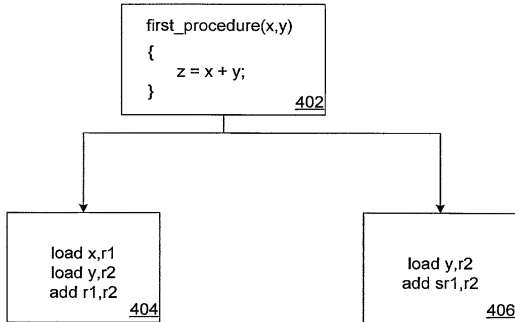 first_procedure(x,y)
{
z = x + y;
}
402
load x,r1
load y,r2
add r1,r2
404
load y,r2
add sr1,r2
406